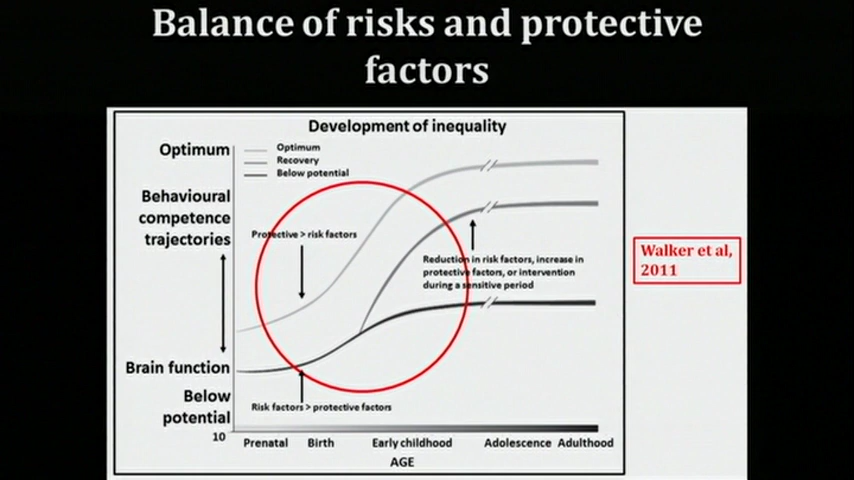 Balance of risks and protective
factors
Development of inequality
Optimum
Optimum
Recovery
Below potential
Behavioural
competence
trajectories
Protective > risk factors
Reduction in risk factors, increase in
protective factors, or intervention
during a sensitive period
Walker et al,
2011
Brain function
Below
potential
Risk factors > protective factors
10
Prenatal Birth Early childhood Adolescence Adulthood
AGE